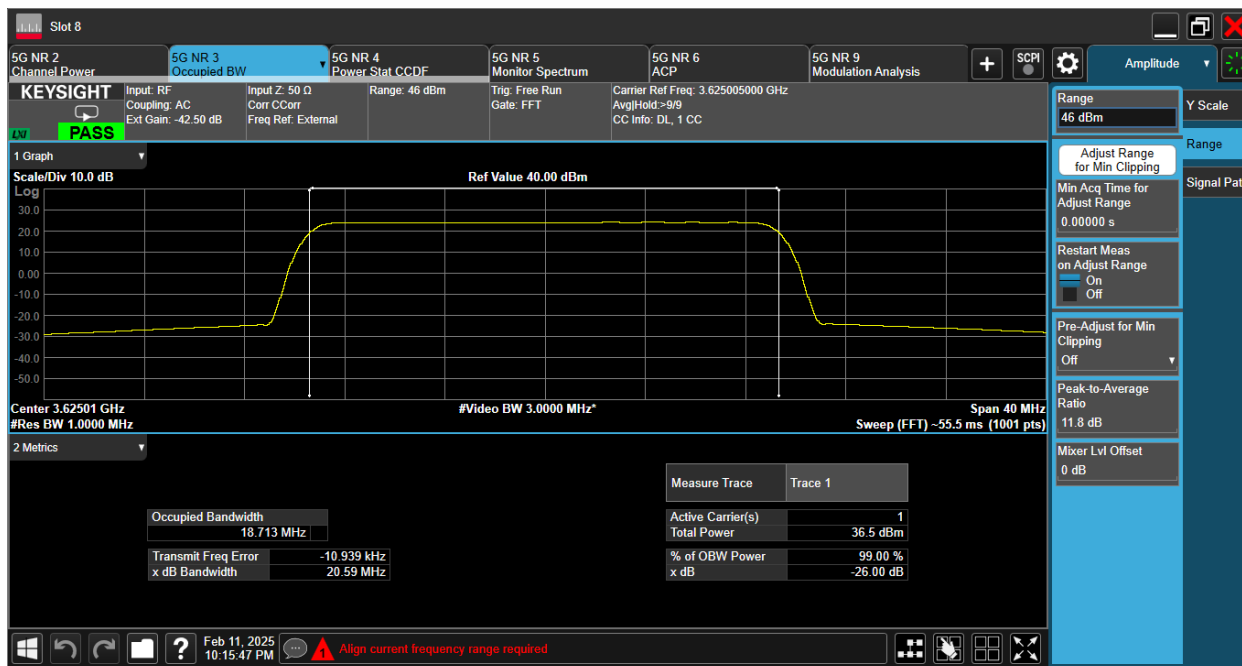 Slot 8
5G NR 2
Channel Power
5G NR 3
Occupied BW
5G NR 4
Power Stat CCDF
5G NR 5
Monitor Spectrum
5G NR 6
ACP
5G NR 9
Modulation Analysis
SCPI
Amplitude
KEYSIGHT
LXI
PASS
Input: RF
Coupling: AC
Ext Gain: -42.50 dB
Input Z: 50 Ω
Corr CCorr
Freq Ref: External
Range: 46 dBm
Trig: Free Run
Gate: FFT
Carrier Ref Freq: 3.625005000 GHz
Avg|Hold:>9/9
CC Info: DL, 1 CC
1 Graph
Scale/Div 10.0 dB
Ref Value 40.00 dBm
Log
30.0
20.0
10.0
0.00
-10.0
-20.0
-30.0
-40.0
-50.0
Center 3.62501 GHz
#Video BW 3.0000 MHz*
Span 40 MHz
#Res BW 1.0000 MHz
Sweep (FFT) ~55.5 ms (1001 pts)
2 Metrics
Measure Trace Trace 1
Occupied Bandwidth
18.713 MHz
Active Carrier(s) 1
Total Power 36.5 dBm
Transmit Freq Error -10.939 kHz
x dB Bandwidth 20.59 MHz
% of OBW Power 99.00 %
x dB -26.00 dB
Range
46 dBm
Adjust Range
for Min Clipping
Min Acq Time for
Adjust Range
0.00000 s
Restart Meas
on Adjust Range
On
Off
Pre-Adjust for Min
Clipping
Off
Peak-to-Average
Ratio
11.8 dB
Mixer Lvl Offset
0 dB
Y Scale
Range
Signal Pat
?
Feb 11, 2025
10:15:47 PM
1
Align current frequency range required